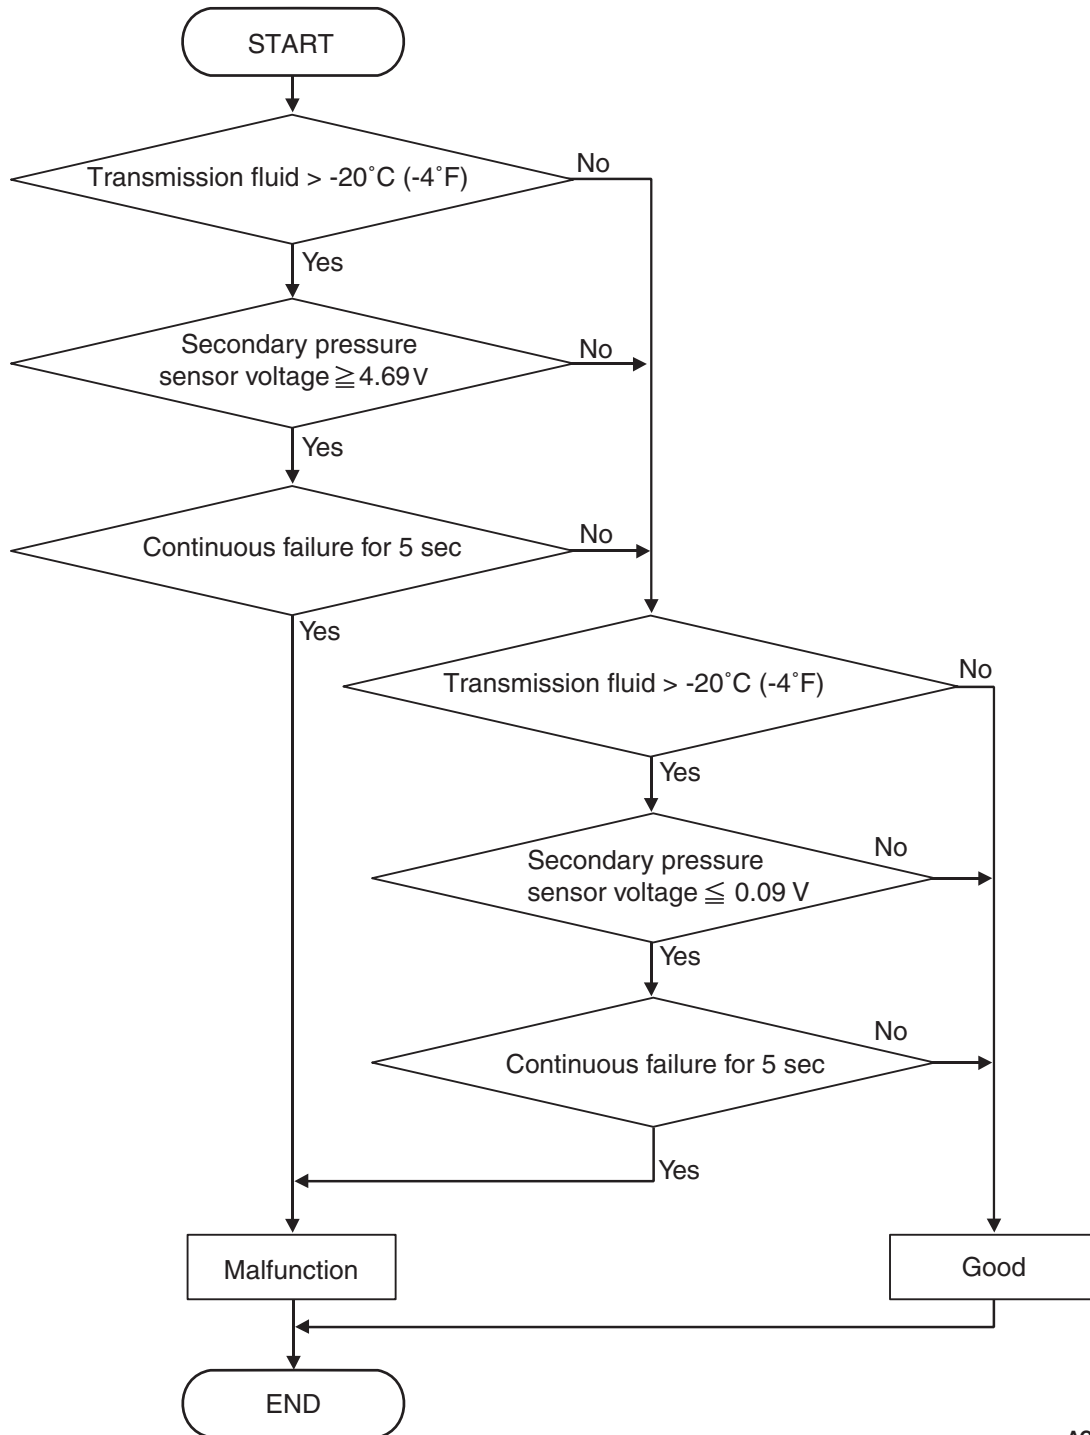 START
Transmission fluid > -20˚C (-4˚F)
No
Yes
Secondary pressure
sensor voltage ≧ 4.69 V
No
Yes
Continuous failure for 5 sec
No
Yes
Transmission fluid > -20˚C (-4˚F)
No
Yes
Secondary pressure
sensor voltage ≦ 0.09 V
No
Yes
Continuous failure for 5 sec
No
Yes
Malfunction
Good
END